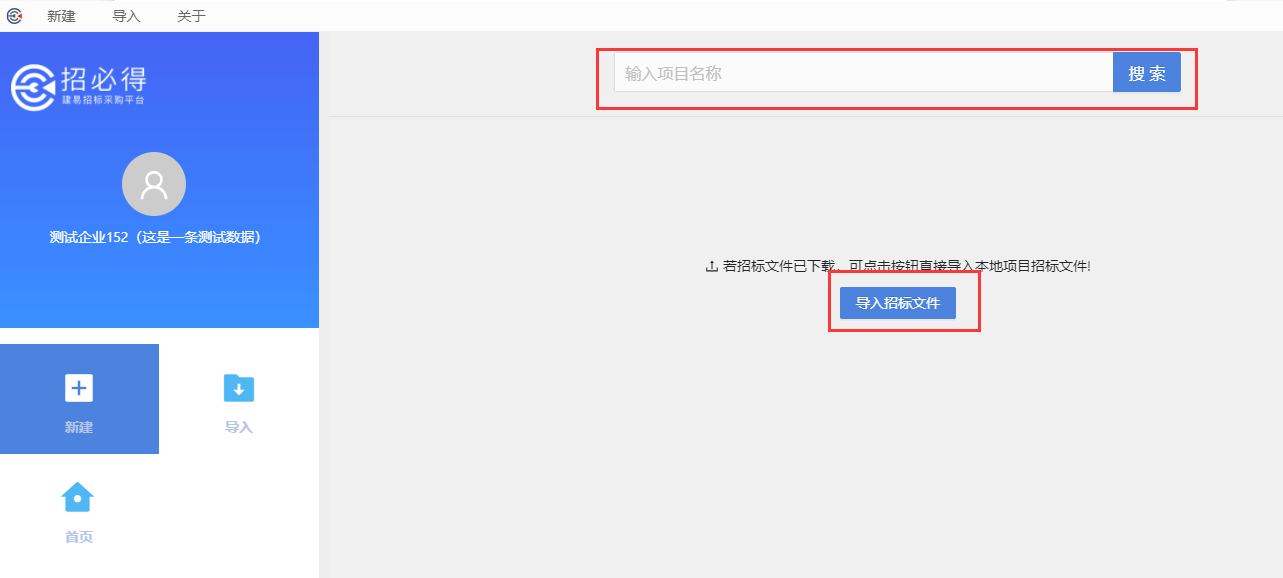 新建 导入 关于
招必得
建易招标采购平台
测试企业152（这是一条测试数据）
新建
导入
首页
输入项目名称
搜 索
若招标文件已下载，可点击按钮直接导入本地项目招标文件!
导入招标文件